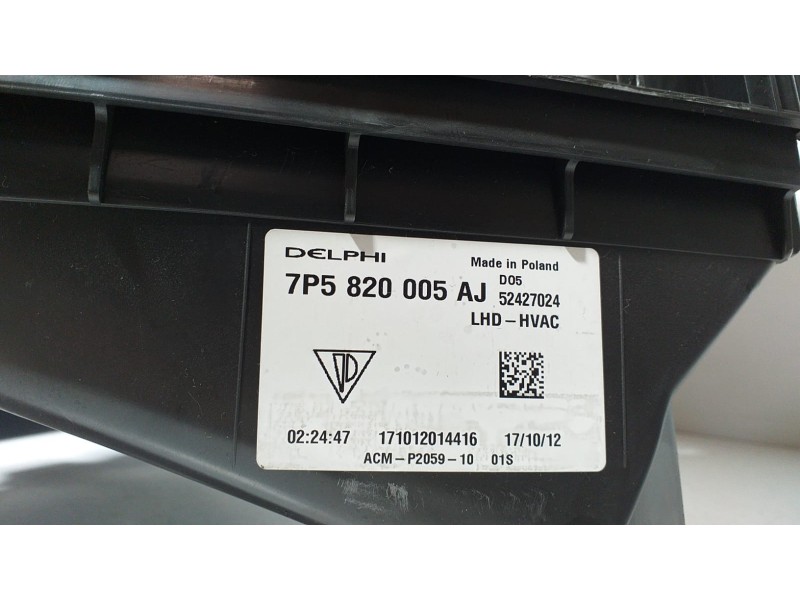 DELPHI
Made in Poland
7P5 820 005 AJ
D05
52427024
LHD-HVAC
02:24:47 171012014416 17/10/12
ACM-P2059-10 01S